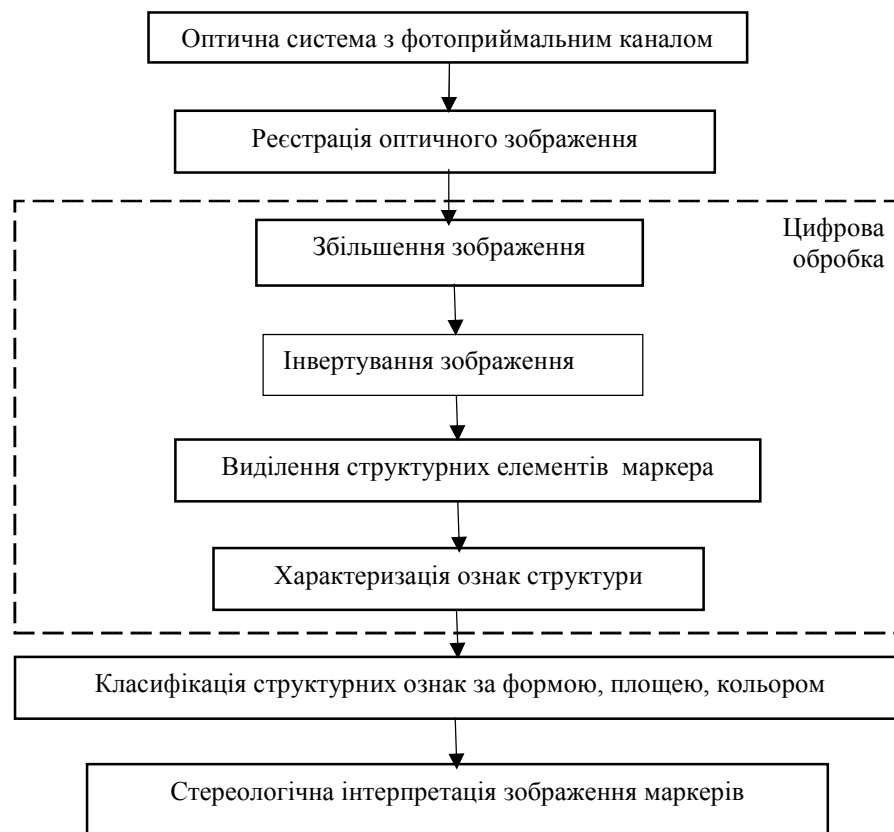 Оптична система з фотоприймальним каналом
Реєстрація оптичного зображення
Збільшення зображення
Цифрова
обробка
Інвертування зображення
Виділення структурних елементів маркера
Характеризація ознак структури
Класифікація структурних ознак за формою, площею, кольором
Стереологічна інтерпретація зображення маркерів